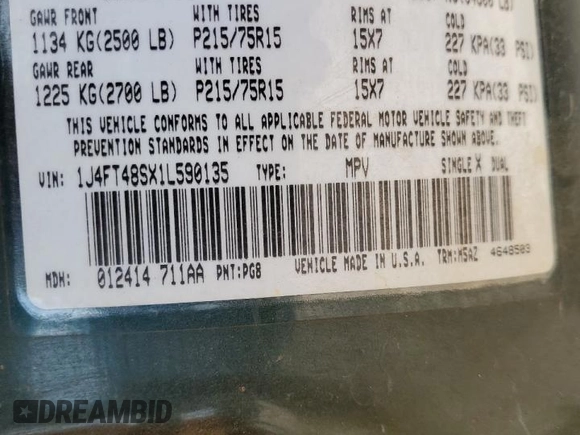 GAWR FRONT WITH TIRES RIMS AT COLD
1134 KG(2500 LB) P215/75R15 15X7 227 KPA(33 PSI)
GAWR REAR WITH TIRES RIMS AT COLD
1225 KG(2700 LB) P215/75R15 15X7 227 KPA(33 PSI)
THIS VEHICLE CONFORMS TO ALL APPLICABLE FEDERAL MOTOR VEHICLE SAFETY AND THEFT
PREVENTION STANDARDS IN EFFECT ON THE DATE OF MANUFACTURE SHOWN ABOVE.
VIN: 1J4FT48SX1L590135 TYPE: MPV SINGLE X DUAL
MDH: 012414 711AA PNT:PG8 VEHICLE MADE IN U.S.A. TRM:M5AZ 4648503
DREAMBID